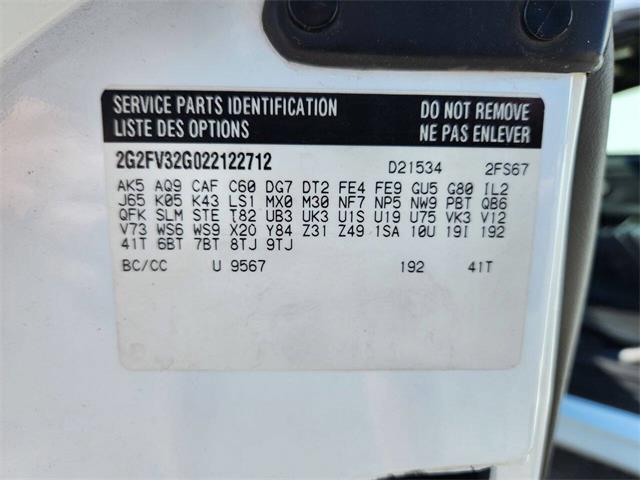 SERVICE PARTS IDENTIFICATION DO NOT REMOVE
LISTE DES OPTIONS NE PAS ENLEVER
2G2FV32G022122712 D21534 2FS67
AK5 AQ9 CAF C60 DG7 DT2 FE4 FE9 GU5 G80 IL2
J65 K05 K43 LS1 MX0 M30 NF7 NP5 NW9 PBT QB6
QFK SLM STE T82 UB3 UK3 U1S U19 U75 VK3 V12
V73 WS6 WS9 X20 Y84 Z31 Z49 1SA 10U 19I 192
41T 6BT 7BT 8TJ 9TJ
BC/CC U 9567 192 41T